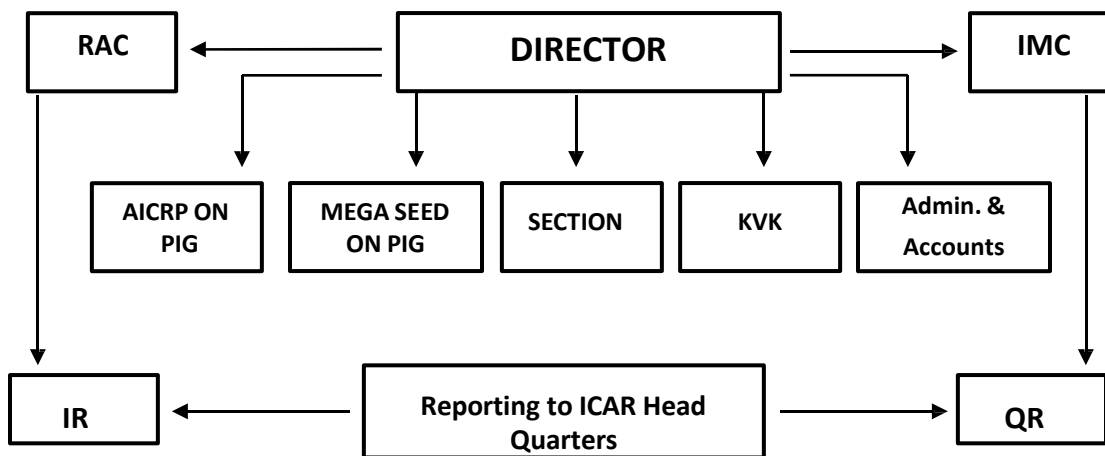 RAC
DIRECTOR
IMC
AICRP ON
PIG
MEGA SEED
ON PIG
SECTION
KVK
Admin. &
Accounts
IR
Reporting to ICAR Head
Quarters
QR